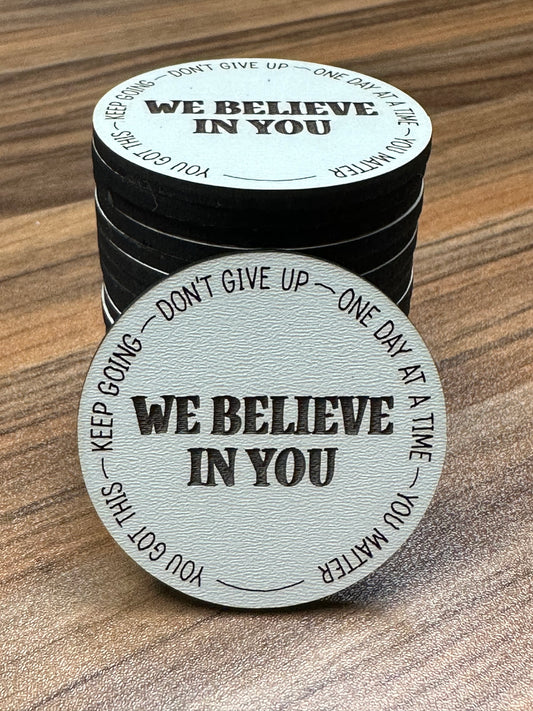 YOU GOT THIS — KEEP GOING — DON'T GIVE UP — ONE DAY AT A TIME — YOU MATTER
WE BELIEVE
IN YOU
YOU GOT THIS — KEEP GOING — DON'T GIVE UP — ONE DAY AT A TIME — YOU MATTER
WE BELIEVE
IN YOU